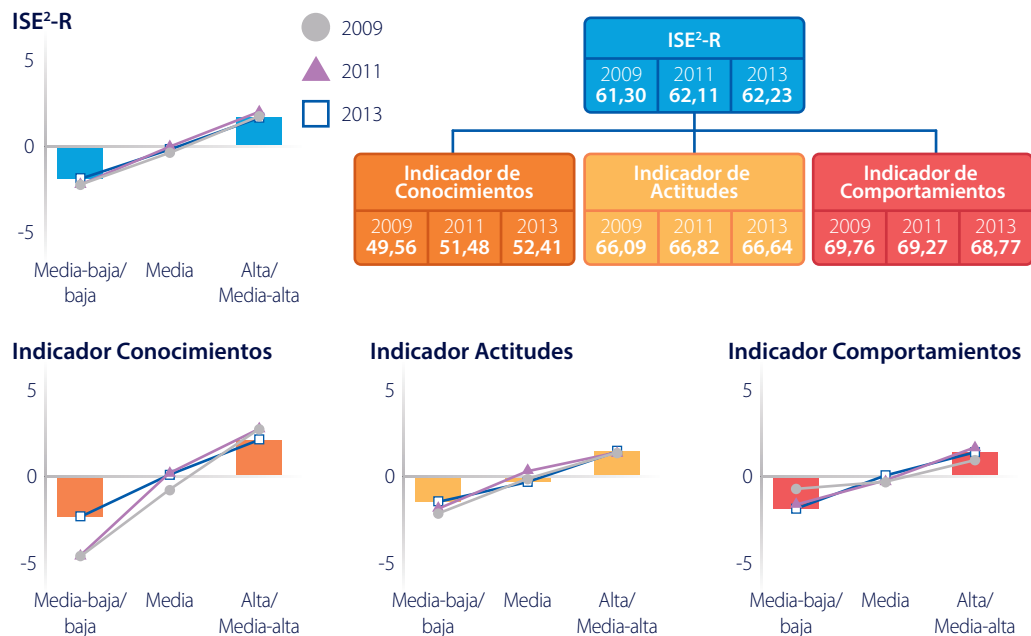 ISE²-R
5
0
-5
Media-baja/
baja
Media
Alta/
Media-alta
2009
2011
2013
ISE²-R
2009 2011 2013
61,30 62,11 62,23
Indicador de
Conocimientos
2009 2011 2013
49,56 51,48 52,41
Indicador de
Actitudes
2009 2011 2013
66,09 66,82 66,64
Indicador de
Comportamientos
2009 2011 2013
69,76 69,27 68,77
Indicador Conocimientos
5
0
-5
Media-baja/
baja
Media
Alta/
Media-alta
Indicador Actitudes
5
0
-5
Media-baja/
baja
Media
Alta/
Media-alta
Indicador Comportamientos
5
0
-5
Media-baja/
baja
Media
Alta/
Media-alta